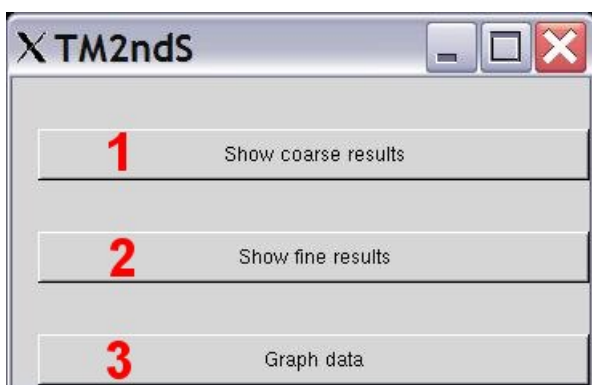 X TM2ndS
1 Show coarse results
2 Show fine results
3 Graph data